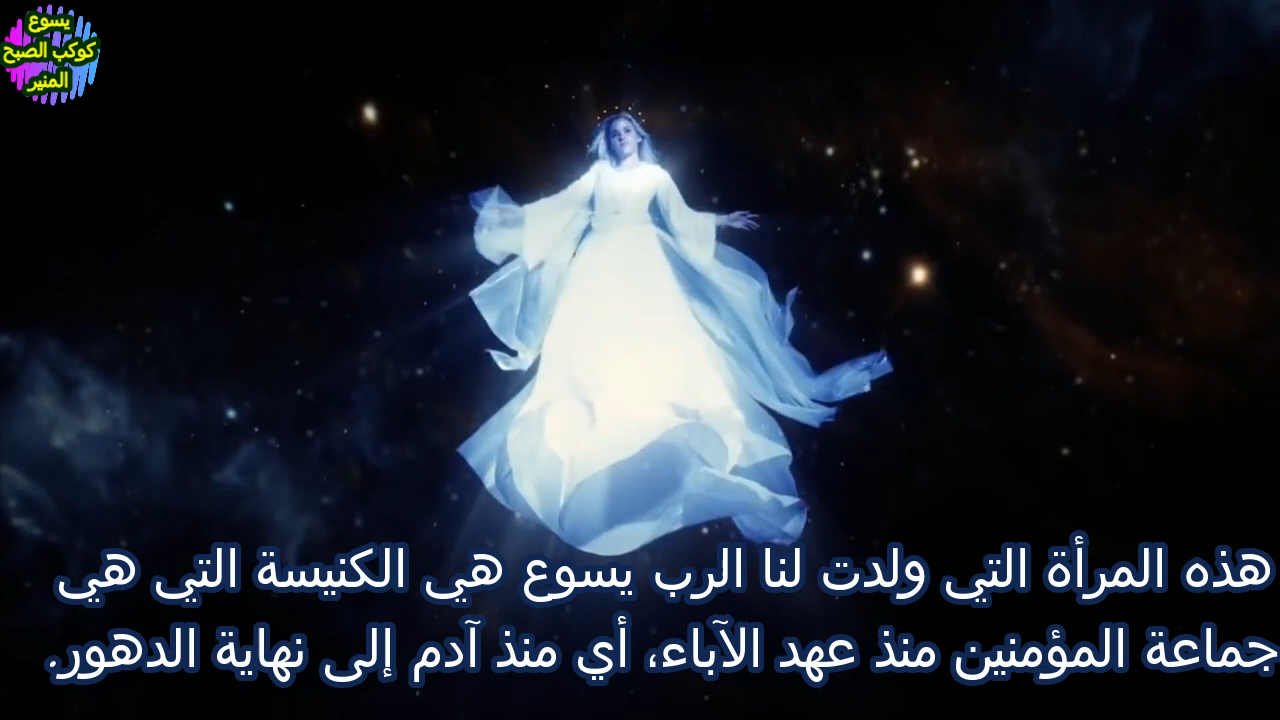 يسوع
كوكب الصبح
المنير
هذه المرأة التي ولدت لنا الرب يسوع هي الكنيسة التي هي
جماعة المؤمنين منذ عهد الآباء، أي منذ آدم إلى نهاية الدهور.